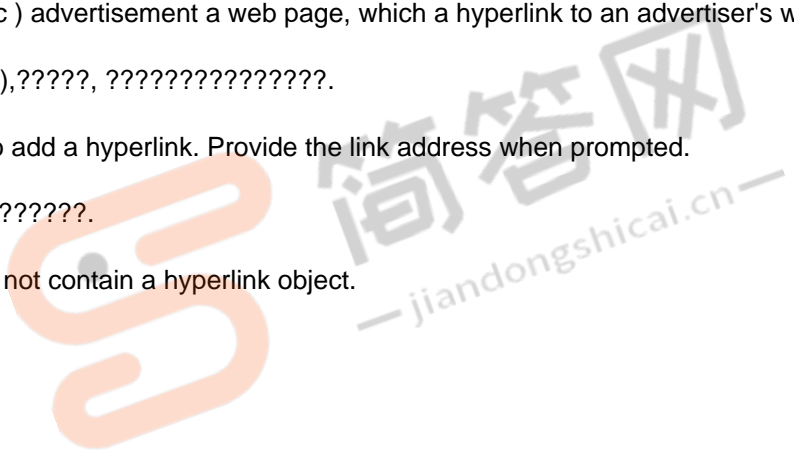 c ) advertisement a web page, which a hyperlink to an advertiser's w
),?????, ???????????????.
o add a hyperlink. Provide the link address when prompted.
??????.
not contain a hyperlink object.
简答网
jiandongshicai.cn